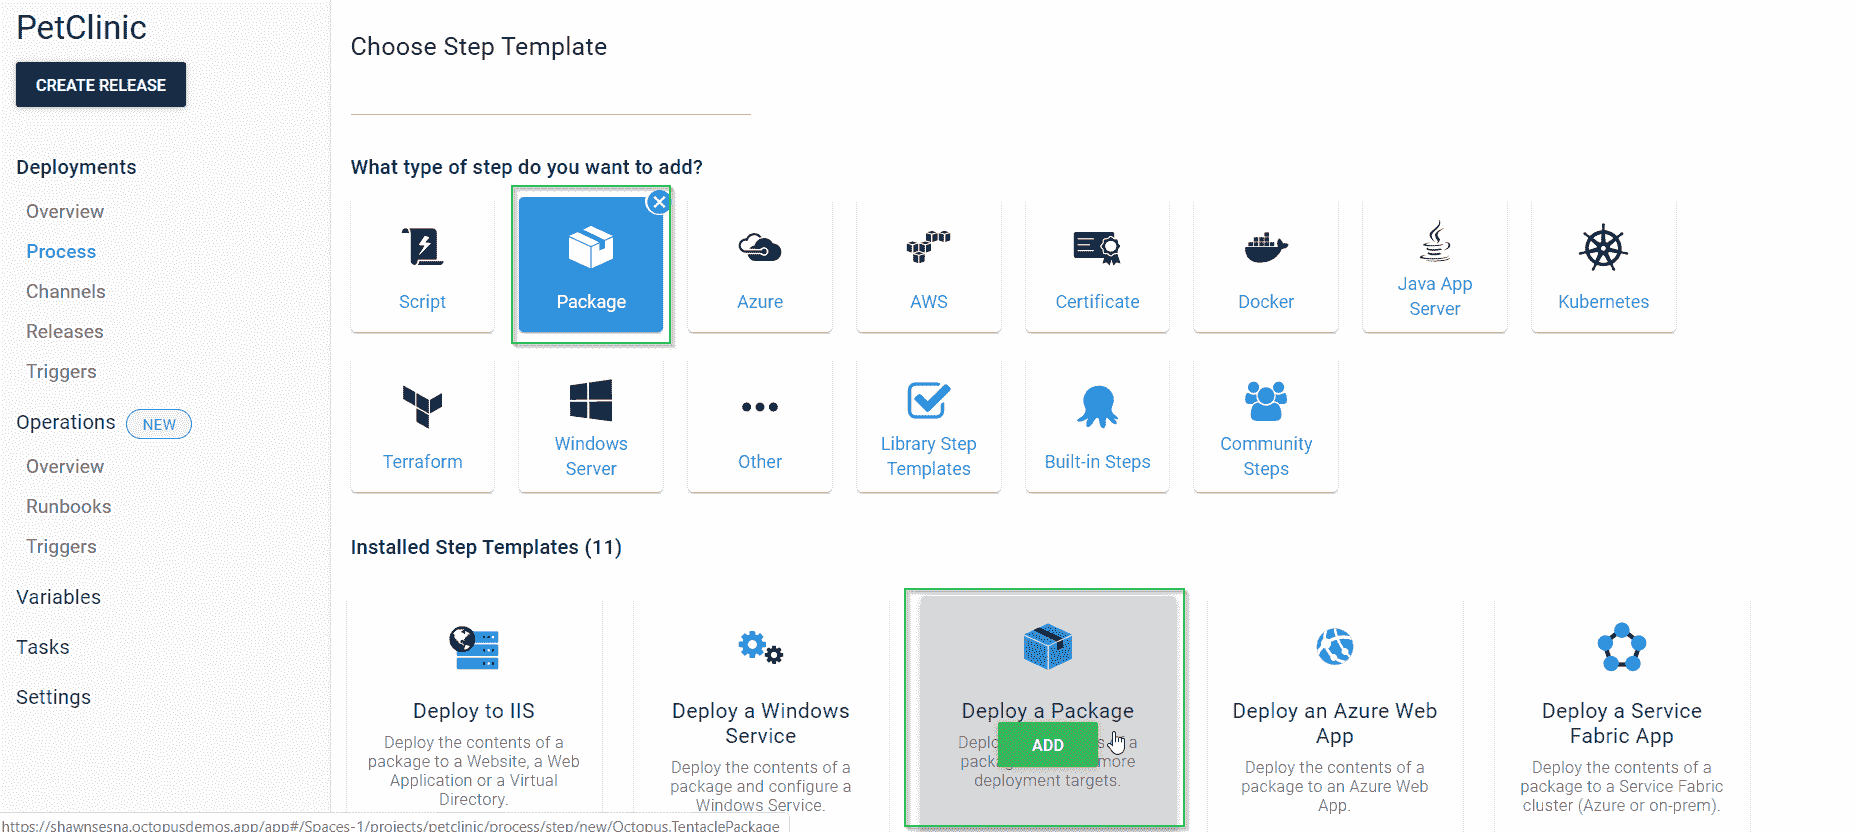 PetClinic
CREATE RELEASE
Deployments
Overview
Process
Channels
Releases
Triggers
Operations NEW
Overview
Runbooks
Triggers
Variables
Tasks
Settings
Choose Step Template
What type of step do you want to add?
Script
Package
Azure
AWS
Certificate
Docker
Java App
Server
Kubernetes
Terraform
Windows
Server
Other
Library Step
Templates
Built-in Steps
Community
Steps
Installed Step Templates (11)
Deploy to IIS
Deploy the contents of a
package to a Website, a Web
Application or a Virtual
Directory.
Deploy a Windows
Service
Deploy the contents of a
package and configure a
Windows Service.
Deploy a Package
a
more
deployment targets.
ADD
Deploy an Azure Web
App
Deploy the contents of a
package to an Azure Web
App.
Deploy a Service
Fabric App
Deploy the contents of a
package to a Service Fabric
cluster (Azure or on-prem).
https://shawnsesna.octopusdemos.app/app#/Spaces-1/projects/petclinic/process/step/new/Octopus.TentaclePackage